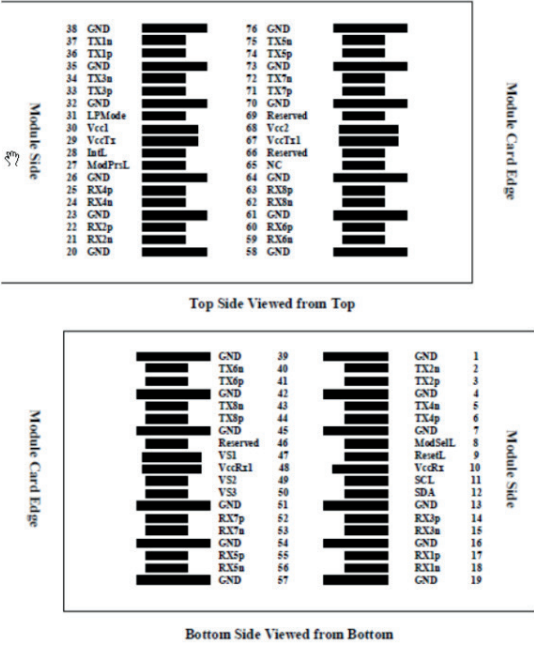 38 GND 76 GND
37 TX1n 75 TX5n
36 TX1p 74 TX5p
35 GND 73 GND
34 TX3n 72 TX7n
33 TX3p 71 TX7p
32 GND 70 GND
31 LPMode 69 Reserved
30 Vcc1 68 Vcc2
29 VccTx 67 VccTx1
28 IntL 66 Reserved
27 ModPrsL 65 NC
26 GND 64 GND
25 RX4p 63 RX8p
24 RX4n 62 RX8n
23 GND 61 GND
22 RX2p 60 RX6p
21 RX2n 59 RX6n
20 GND 58 GND
Module Side
Module Card Edge
Top Side Viewed from Top
GND 39 GND 1
TX6n 40 TX2n 2
TX6p 41 TX2p 3
GND 42 GND 4
TX8n 43 TX4n 5
TX8p 44 TX4p 6
GND 45 GND 7
Reserved 46 ModSelL 8
VS1 47 ResetL 9
VccRx1 48 VccRx 10
VS2 49 SCL 11
VS3 50 SDA 12
GND 51 GND 13
RX7p 52 RX3p 14
RX7n 53 RX3n 15
GND 54 GND 16
RX5p 55 RX1p 17
RX5n 56 RX1n 18
GND 57 GND 19
Module Card Edge
Module Side
Bottom Side Viewed from Bottom